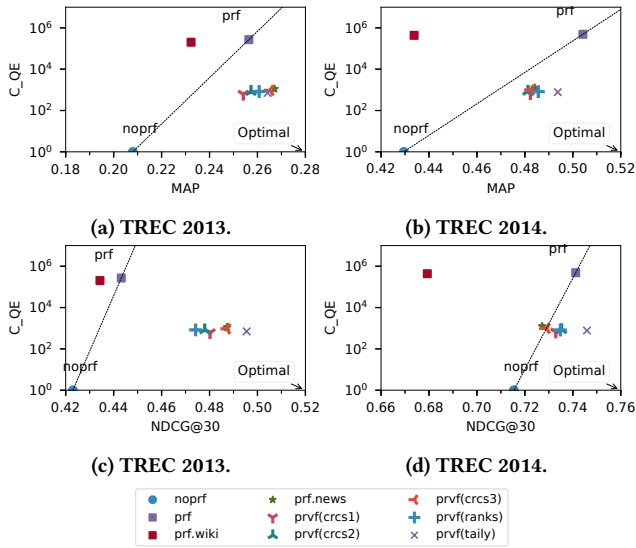 prf
10^6
10^4
10^2
10^0
C_QE
noprf
Optimal
0.18 0.20 0.22 0.24 0.26 0.28
MAP
(a) TREC 2013.
prf
10^6
10^4
10^2
10^0
C_QE
noprf
Optimal
0.42 0.44 0.46 0.48 0.50 0.52
MAP
(b) TREC 2014.
prf
10^6
10^4
10^2
10^0
C_QE
noprf
Optimal
0.42 0.44 0.46 0.48 0.50 0.52
NDCG@30
(c) TREC 2013.
prf
10^6
10^4
10^2
10^0
C_QE
noprf
Optimal
0.66 0.68 0.70 0.72 0.74 0.76
NDCG@30
(d) TREC 2014.
noprf prf.news prvf(crcs3)
prf prvf(crcs1) prvf(ranks)
prf.wiki prvf(crcs2) prvf(taily)